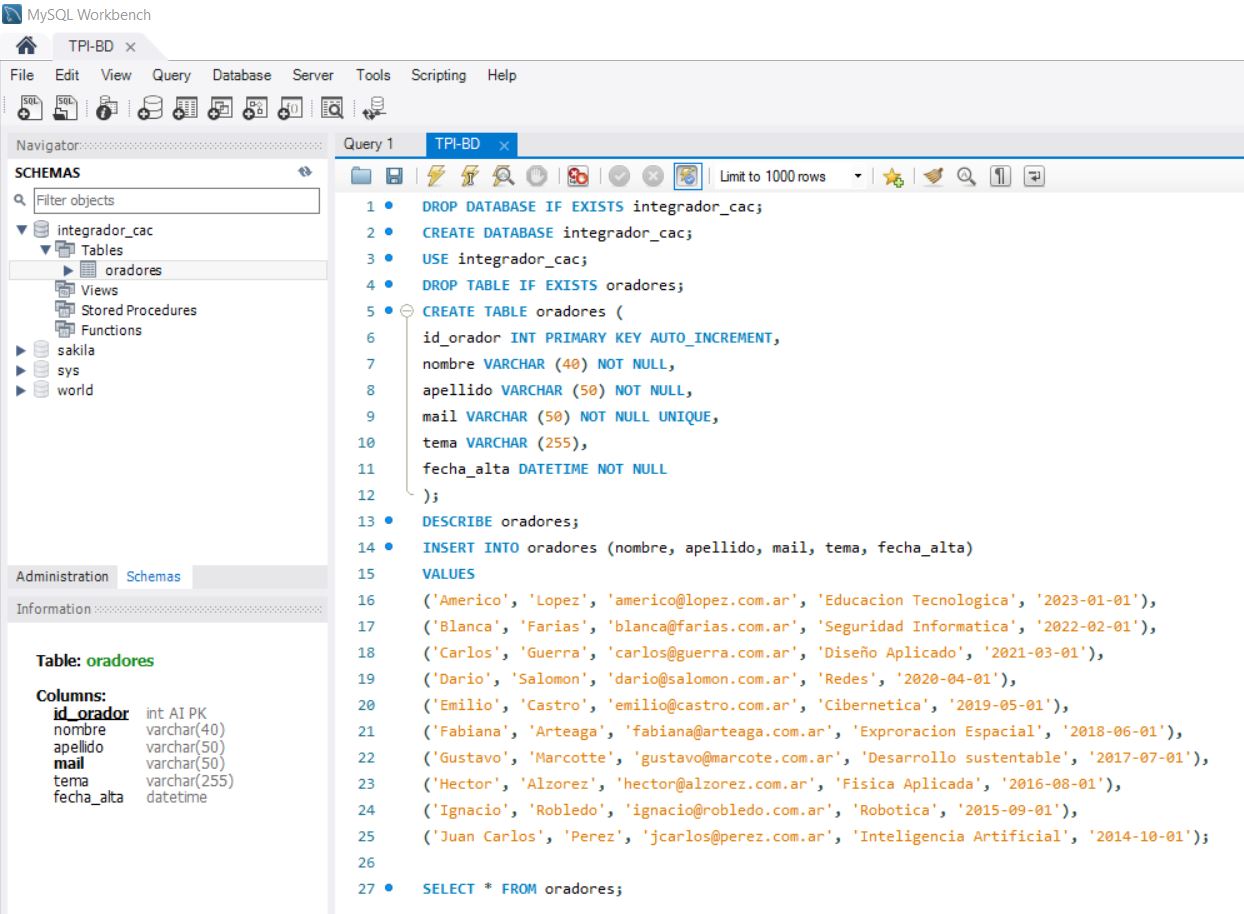 MySQL Workbench
TPI-BD
File Edit View Query Database Server Tools Scripting Help
Navigator
SCHEMAS
Filter objects
integrador_cac
Tables
oradores
Views
Stored Procedures
Functions
sakila
sys
world
Administration Schemas
Information
Table: oradores
Columns:
id_orador int AI PK
nombre varchar(40)
apellido varchar(50)
mail varchar(50)
tema varchar(255)
fecha_alta datetime
Query 1 TPI-BD
Limit to 1000 rows
1 DROP DATABASE IF EXISTS integrador_cac;
2 CREATE DATABASE integrador_cac;
3 USE integrador_cac;
4 DROP TABLE IF EXISTS oradores;
5 CREATE TABLE oradores (
6 id_orador INT PRIMARY KEY AUTO_INCREMENT,
7 nombre VARCHAR (40) NOT NULL,
8 apellido VARCHAR (50) NOT NULL,
9 mail VARCHAR (50) NOT NULL UNIQUE,
10 tema VARCHAR (255),
11 fecha_alta DATETIME NOT NULL
12 );
13 DESCRIBE oradores;
14 INSERT INTO oradores (nombre, apellido, mail, tema, fecha_alta)
15 VALUES
16 ('Americo', 'Lopez', 'americo@lopez.com.ar', 'Educacion Tecnologica', '2023-01-01'),
17 ('Blanca', 'Farias', 'blanca@farias.com.ar', 'Seguridad Informatica', '2022-02-01'),
18 ('Carlos', 'Guerra', 'carlos@guerra.com.ar', 'Diseño Aplicado', '2021-03-01'),
19 ('Dario', 'Salomon', 'dario@salomon.com.ar', 'Redes', '2020-04-01'),
20 ('Emilio', 'Castro', 'emilio@castro.com.ar', 'Cibernetica', '2019-05-01'),
21 ('Fabiana', 'Arteaga', 'fabiana@arteaga.com.ar', 'Exproracion Espacial', '2018-06-01'),
22 ('Gustavo', 'Marcotte', 'gustavo@marcote.com.ar', 'Desarrollo sustentable', '2017-07-01'),
23 ('Hector', 'Alzorez', 'hector@alzorez.com.ar', 'Fisica Aplicada', '2016-08-01'),
24 ('Ignacio', 'Robledo', 'ignacio@robledo.com.ar', 'Robotica', '2015-09-01'),
25 ('Juan Carlos', 'Perez', 'jcarlos@perez.com.ar', 'Inteligencia Artificial', '2014-10-01');
26
27 SELECT * FROM oradores;